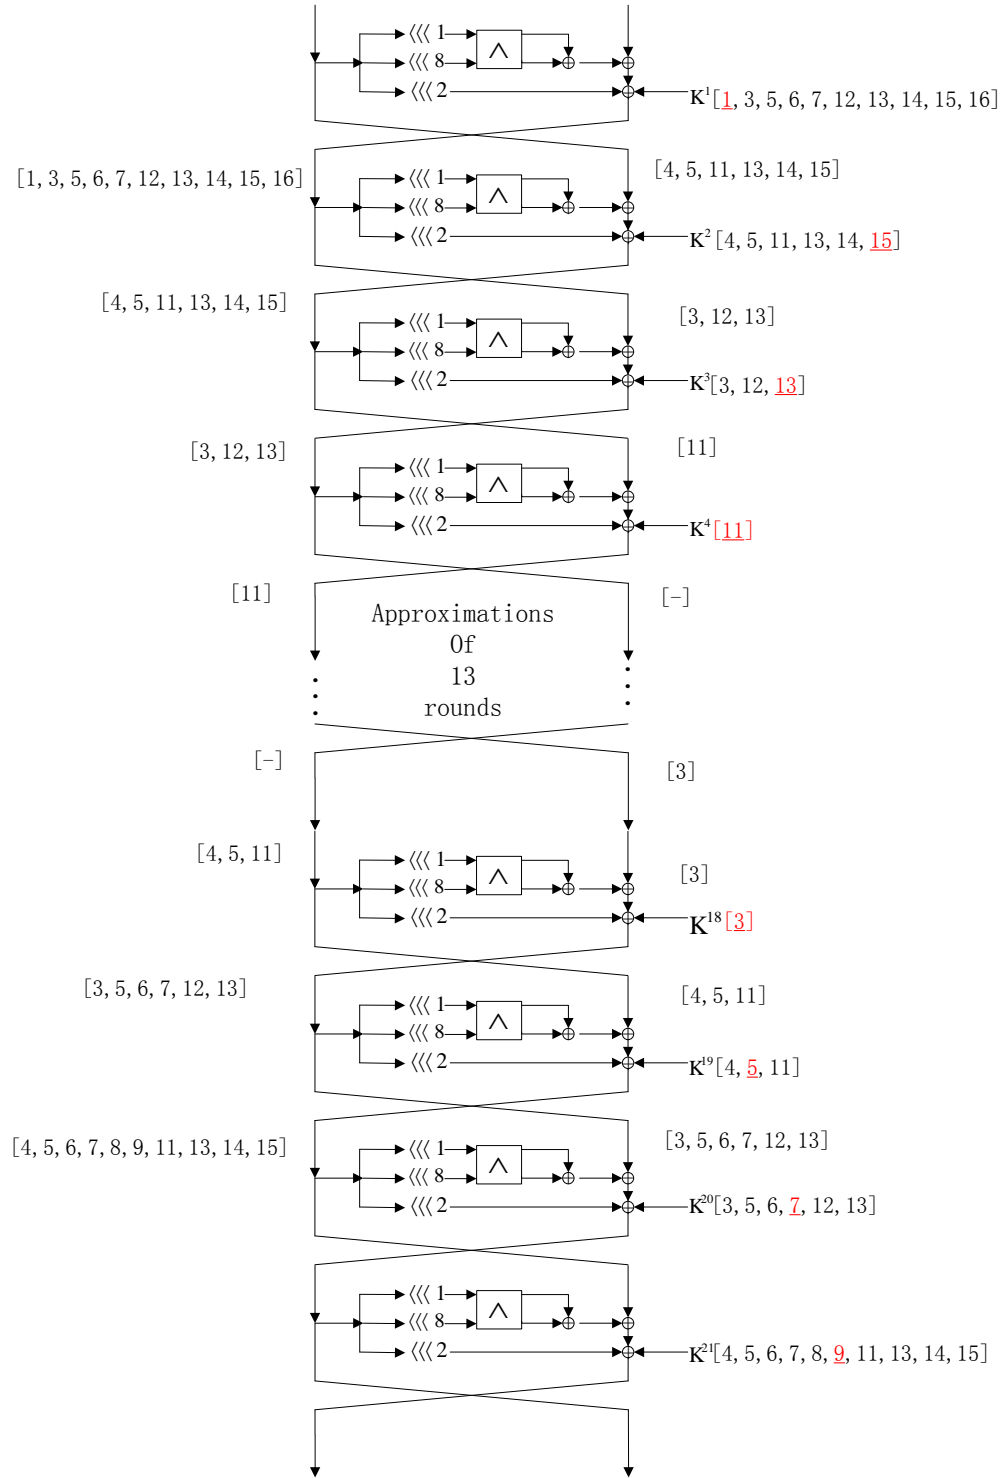 ⋘ 1
∧
⋘ 8
⋘ 2
K¹[1, 3, 5, 6, 7, 12, 13, 14, 15, 16]
[1, 3, 5, 6, 7, 12, 13, 14, 15, 16]
[4, 5, 11, 13, 14, 15]
⋘ 1
∧
⋘ 8
⋘ 2
K² [4, 5, 11, 13, 14, 15]
[4, 5, 11, 13, 14, 15]
[3, 12, 13]
⋘ 1
∧
⋘ 8
⋘ 2
K³[3, 12, 13]
[3, 12, 13]
[11]
⋘ 1
∧
⋘ 8
⋘ 2
K⁴[11]
[11]
[-]
Approximations
Of
13
rounds
[-]
[3]
[4, 5, 11]
[3]
⋘ 1
∧
⋘ 8
⋘ 2
K¹⁸[3]
[3, 5, 6, 7, 12, 13]
[4, 5, 11]
⋘ 1
∧
⋘ 8
⋘ 2
K¹⁹[4, 5, 11]
[4, 5, 6, 7, 8, 9, 11, 13, 14, 15]
[3, 5, 6, 7, 12, 13]
⋘ 1
∧
⋘ 8
⋘ 2
K²⁰[3, 5, 6, 7, 12, 13]
⋘ 1
∧
⋘ 8
⋘ 2
K²¹[4, 5, 6, 7, 8, 9, 11, 13, 14, 15]